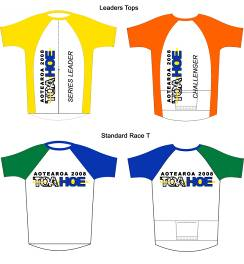 Leaders Tops
AOTEAROA 2008
TOA HOE
SERIES LEADER
AOTEAROA 2008
TOA HOE
CHALLENGER
Standard Race T
AOTEAROA 2008
TOA HOE
AOTEAROA 2008
TOA HOE